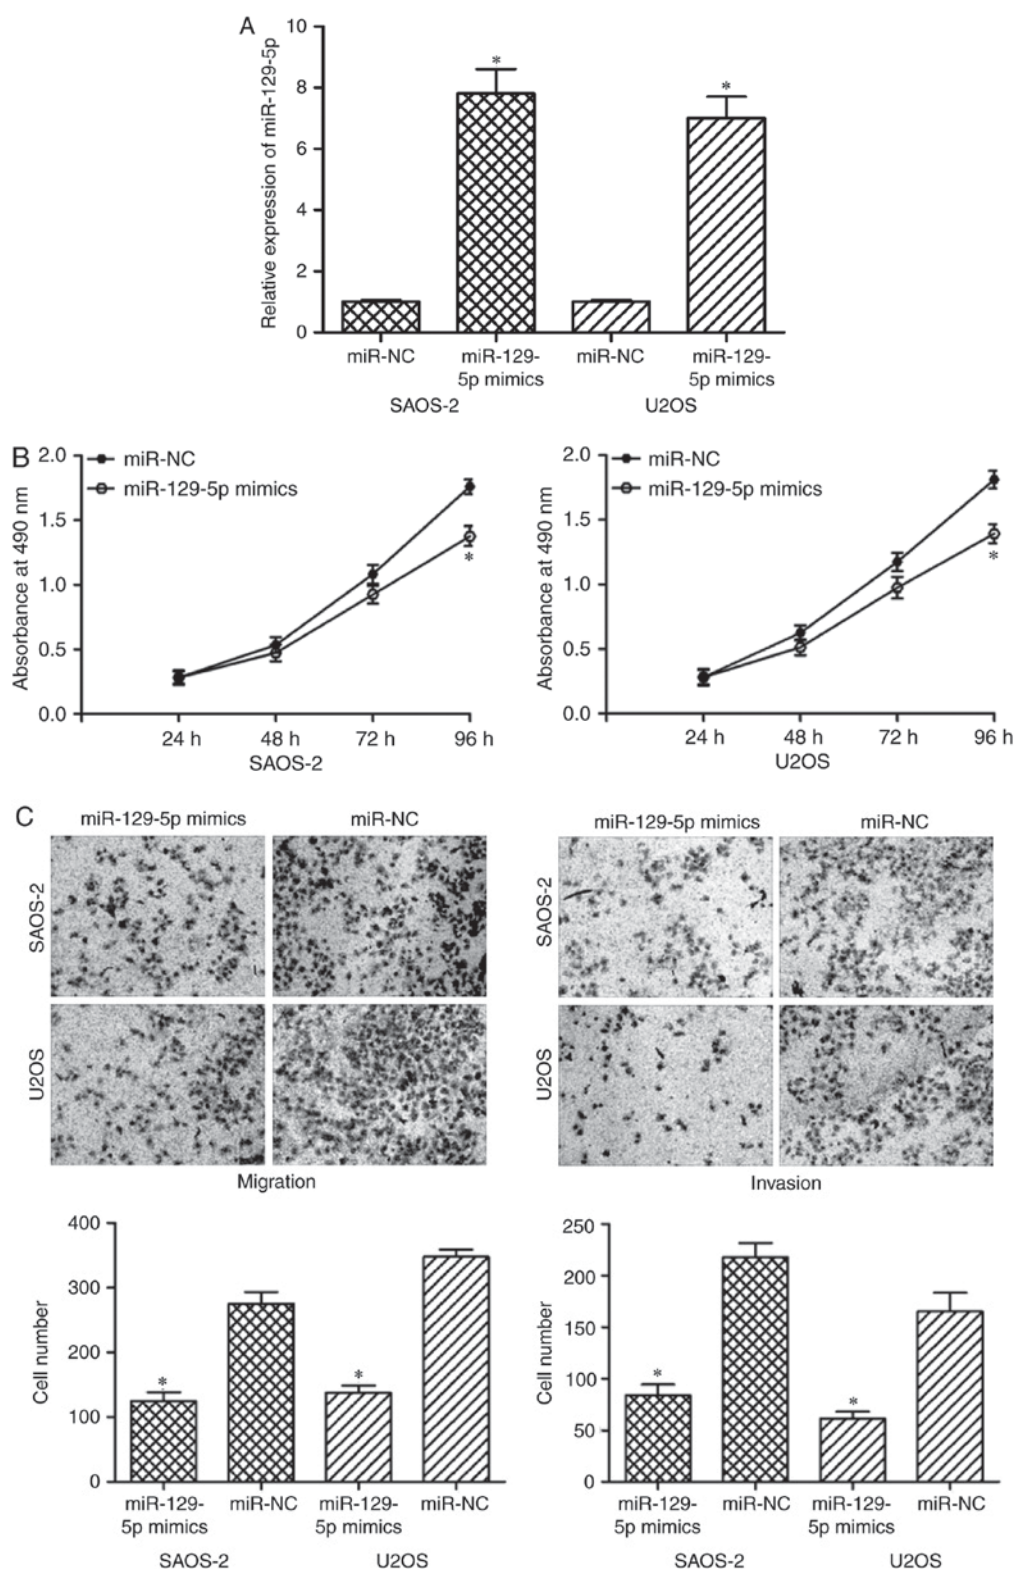 A
Relative expression of miR-129-5p
10
8
6
4
2
0
*
*
miR-NC
miR-129-
5p mimics
miR-NC
miR-129-
5p mimics
SAOS-2
U2OS
B
Absorbance at 490 nm
2.0
1.5
1.0
0.5
0.0
miR-NC
miR-129-5p mimics
*
24 h
48 h
72 h
96 h
SAOS-2
Absorbance at 490 nm
2.0
1.5
1.0
0.5
0.0
miR-NC
miR-129-5p mimics
*
24 h
48 h
72 h
96 h
U2OS
C
miR-129-5p mimics
miR-NC
SAOS-2
U2OS
Migration
miR-129-5p mimics
miR-NC
SAOS-2
U2OS
Invasion
Cell number
400
300
200
100
0
*
*
miR-129-
5p mimics
miR-NC
miR-129-
5p mimics
miR-NC
SAOS-2
U2OS
Cell number
250
200
150
100
50
0
*
*
miR-129-
5p mimics
miR-NC
miR-129-
5p mimics
miR-NC
SAOS-2
U2OS